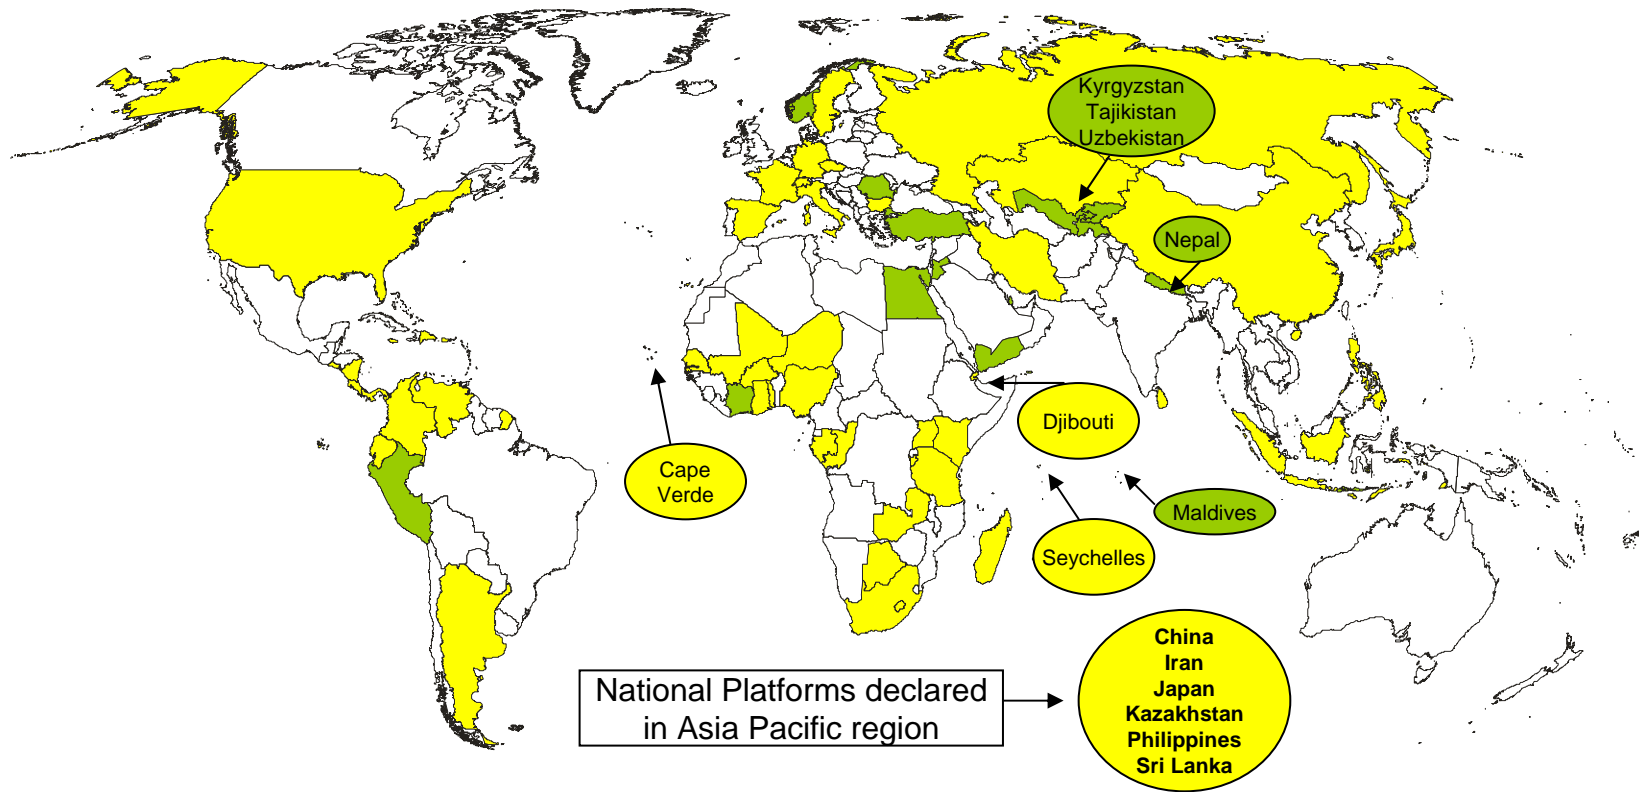 Kyrgyzstan
Tajikistan
Uzbekistan
Nepal
Djibouti
Cape
Verde
Maldives
Seychelles
National Platforms declared
in Asia Pacific region
China
Iran
Japan
Kazakhstan
Philippines
Sri Lanka